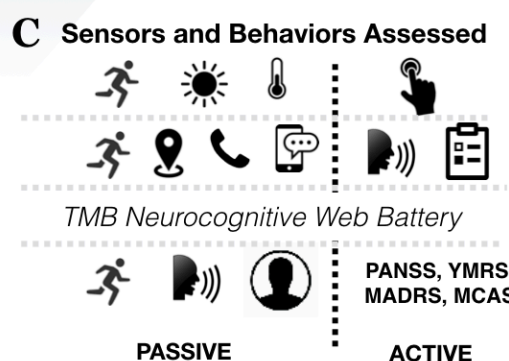 C Sensors and Behaviors Assessed
TMB Neurocognitive Web Battery
PANSS, YMRS
MADRS, MCAS
PASSIVE ACTIVE